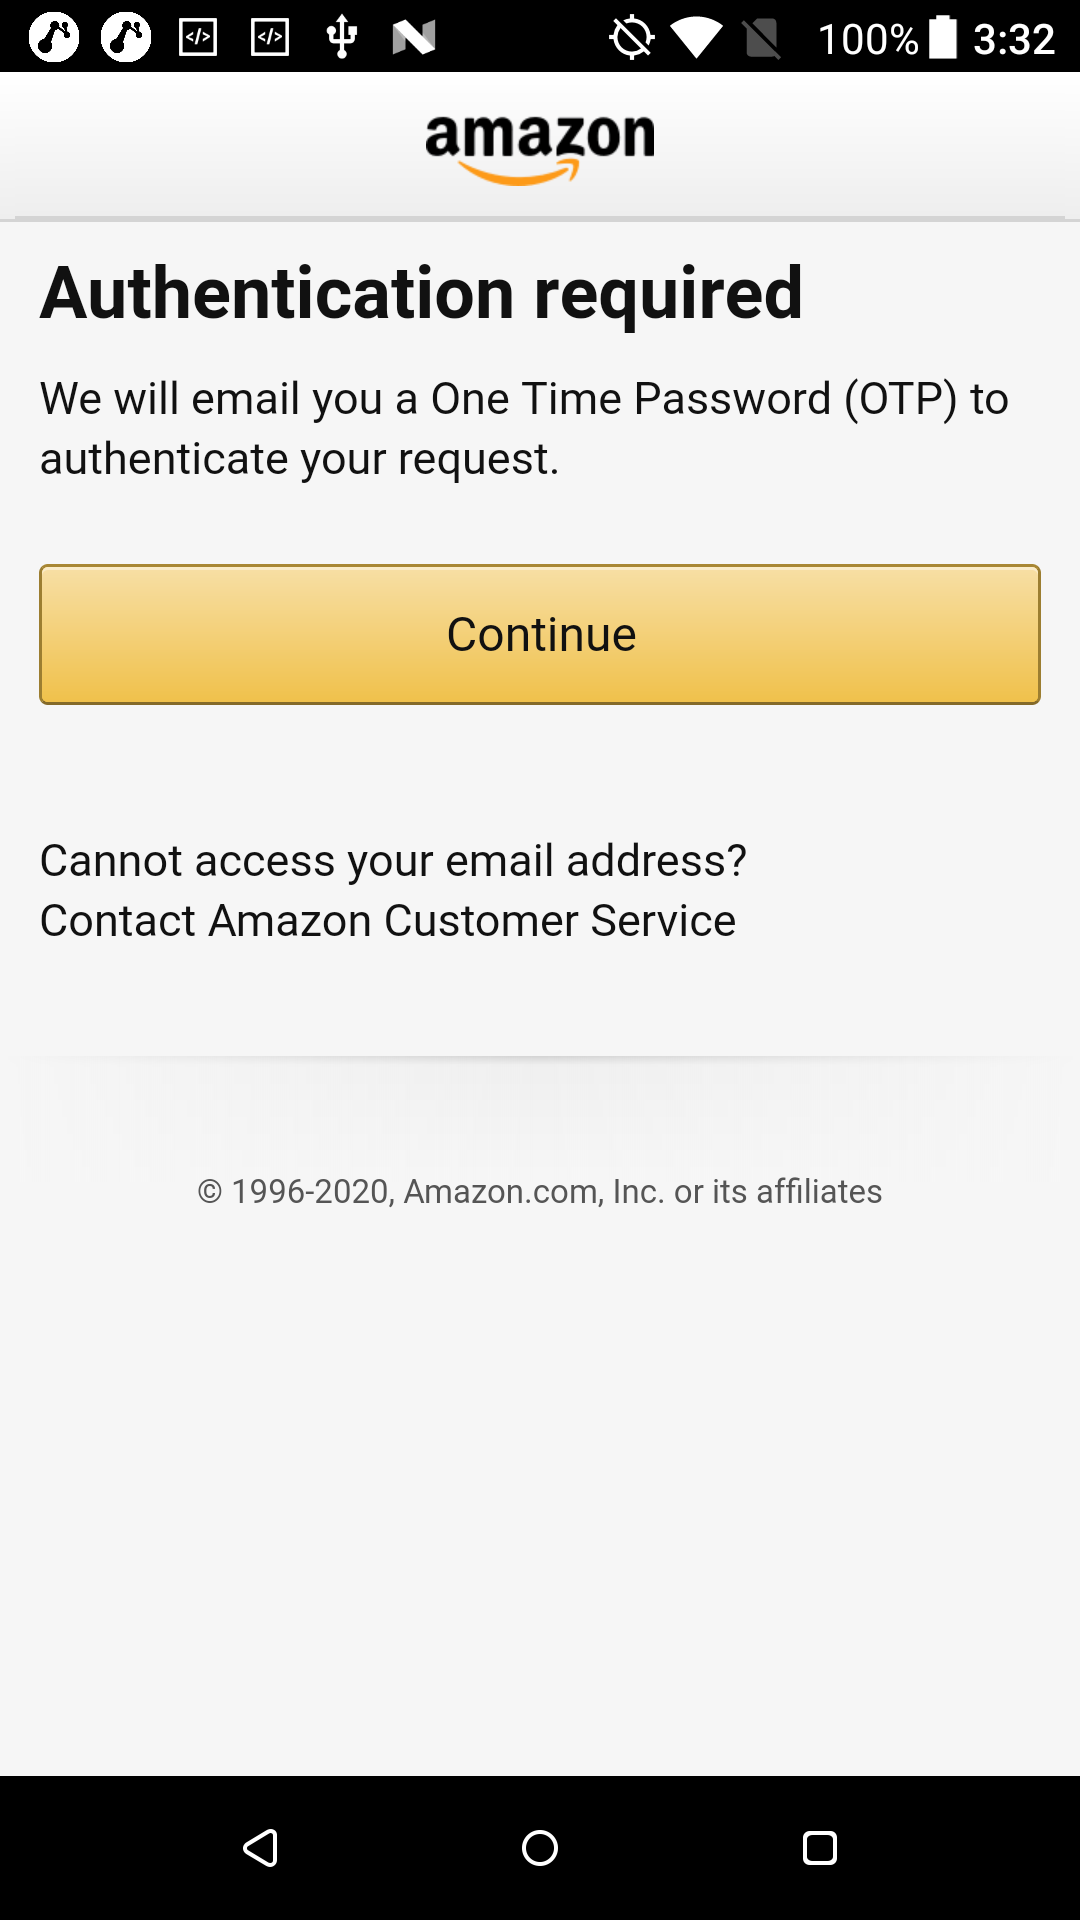 100% 3:32
amazon
Authentication required
We will email you a One Time Password (OTP) to
authenticate your request.
Continue
Cannot access your email address?
Contact Amazon Customer Service
© 1996-2020, Amazon.com, Inc. or its affiliates